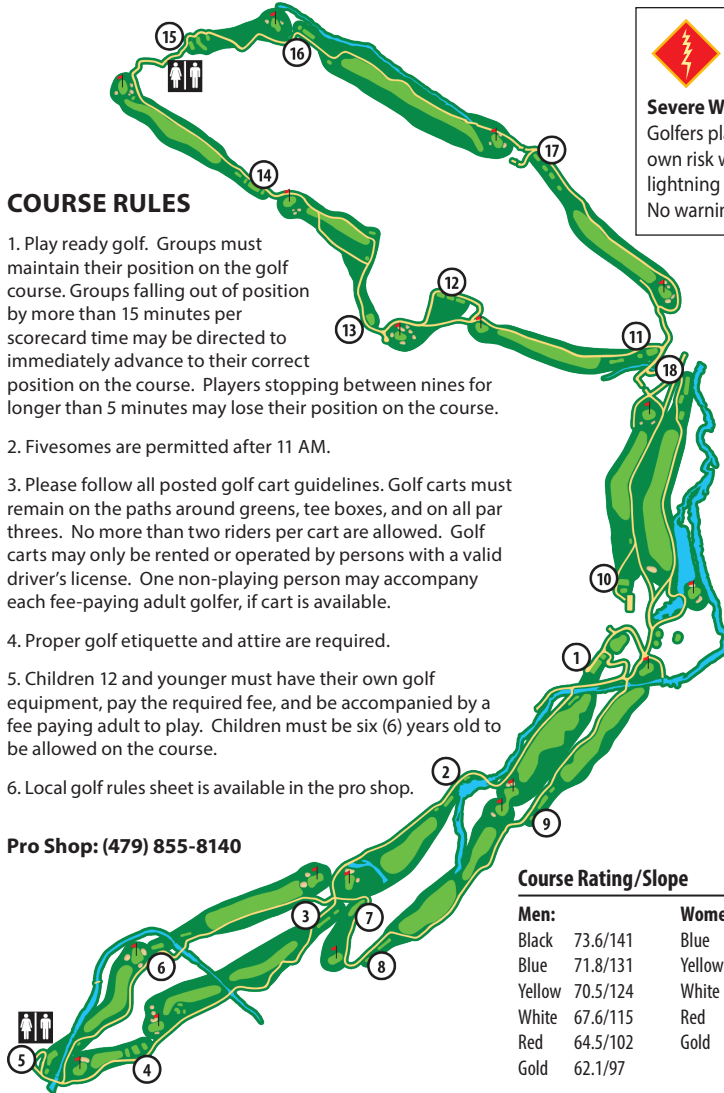 15
16
17
14
12
13
11
18
10
1
2
9
3
7
8
6
5
4
Severe W
Golfers pl
own risk w
lightning
No warnin
COURSE RULES
1. Play ready golf. Groups must
maintain their position on the golf
course. Groups falling out of position
by more than 15 minutes per
scorecard time may be directed to
immediately advance to their correct
position on the course. Players stopping between nines for
longer than 5 minutes may lose their position on the course.
2. Fivesomes are permitted after 11 AM.
3. Please follow all posted golf cart guidelines. Golf carts must
remain on the paths around greens, tee boxes, and on all par
threes. No more than two riders per cart are allowed. Golf
carts may only be rented or operated by persons with a valid
driver's license. One non-playing person may accompany
each fee-paying adult golfer, if cart is available.
4. Proper golf etiquette and attire are required.
5. Children 12 and younger must have their own golf
equipment, pay the required fee, and be accompanied by a
fee paying adult to play. Children must be six (6) years old to
be allowed on the course.
6. Local golf rules sheet is available in the pro shop.
Pro Shop: (479) 855-8140
Course Rating/Slope
Men: Wome
Black 73.6/141 Blue
Blue 71.8/131 Yellow
Yellow 70.5/124 White
White 67.6/115 Red
Red 64.5/102 Gold
Gold 62.1/97